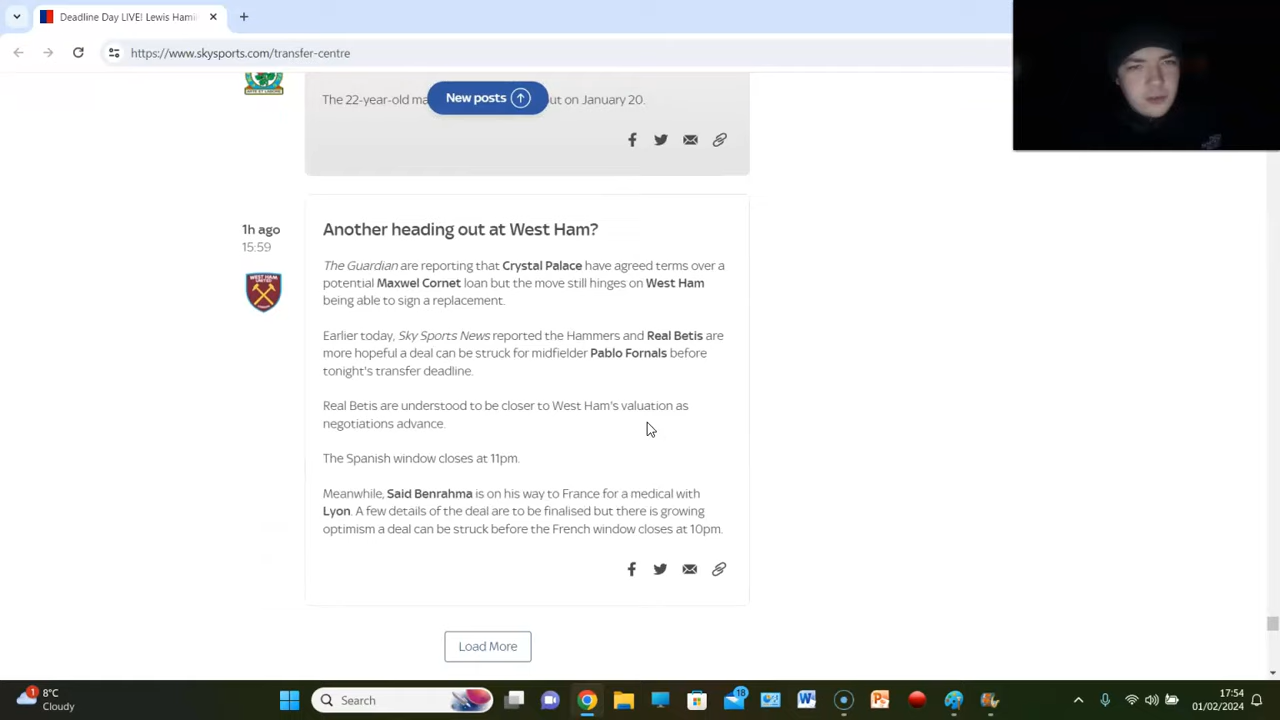 Deadline Day LIVE! Lewis Hami
https://www.skysports.com/transfer-centre
The 22-year-old ma
New posts
ut on January 20.
1h ago
15:59
Another heading out at West Ham?
The Guardian are reporting that Crystal Palace have agreed terms over a
potential Maxwel Cornet loan but the move still hinges on West Ham
being able to sign a replacement.
Earlier today, Sky Sports News reported the Hammers and Real Betis are
more hopeful a deal can be struck for midfielder Pablo Fornals before
tonight's transfer deadline.
Real Betis are understood to be closer to West Ham's valuation as
negotiations advance.
The Spanish window closes at 11pm.
Meanwhile, Said Benrahma is on his way to France for a medical with
Lyon. A few details of the deal are to be finalised but there is growing
optimism a deal can be struck before the French window closes at 10pm.
Load More
1
8°C
Cloudy
Search
18
17:54
01/02/2024